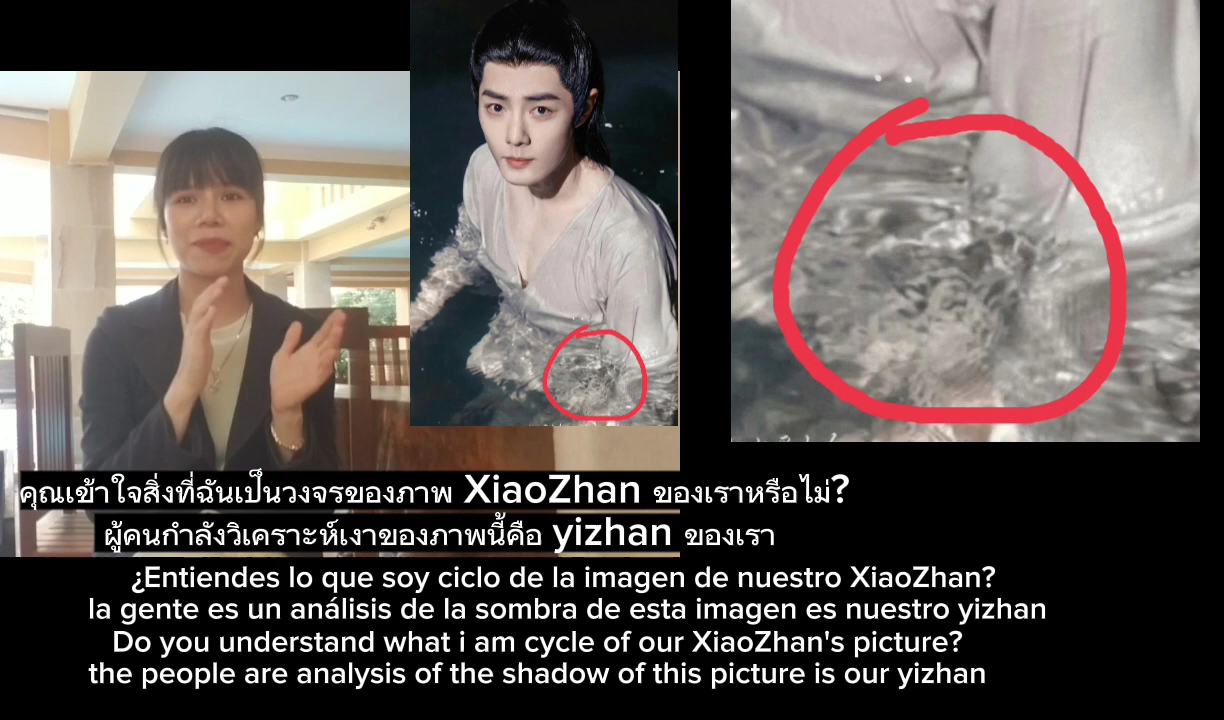 คุณเข้าใจสิ่งที่ฉันเป็นวงจรของภาพ XiaoZhan ของเราหรือไม่?
ผู้คนกำลังวิเคราะห์เงาของภาพนี้คือ yizhan ของเรา
¿Entiendes lo que soy ciclo de la imagen de nuestro XiaoZhan?
la gente es un análisis de la sombra de esta imagen es nuestro yizhan
Do you understand what i am cycle of our XiaoZhan's picture?
the people are analysis of the shadow of this picture is our yizhan